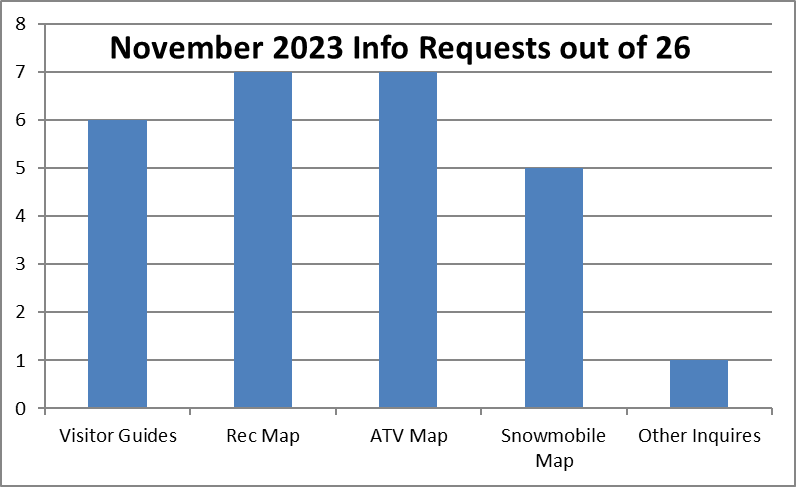 November 2023 Info Requests out of 26
8
7
6
5
4
3
2
1
0
Visitor Guides
Rec Map
ATV Map
Snowmobile
Map
Other Inquires